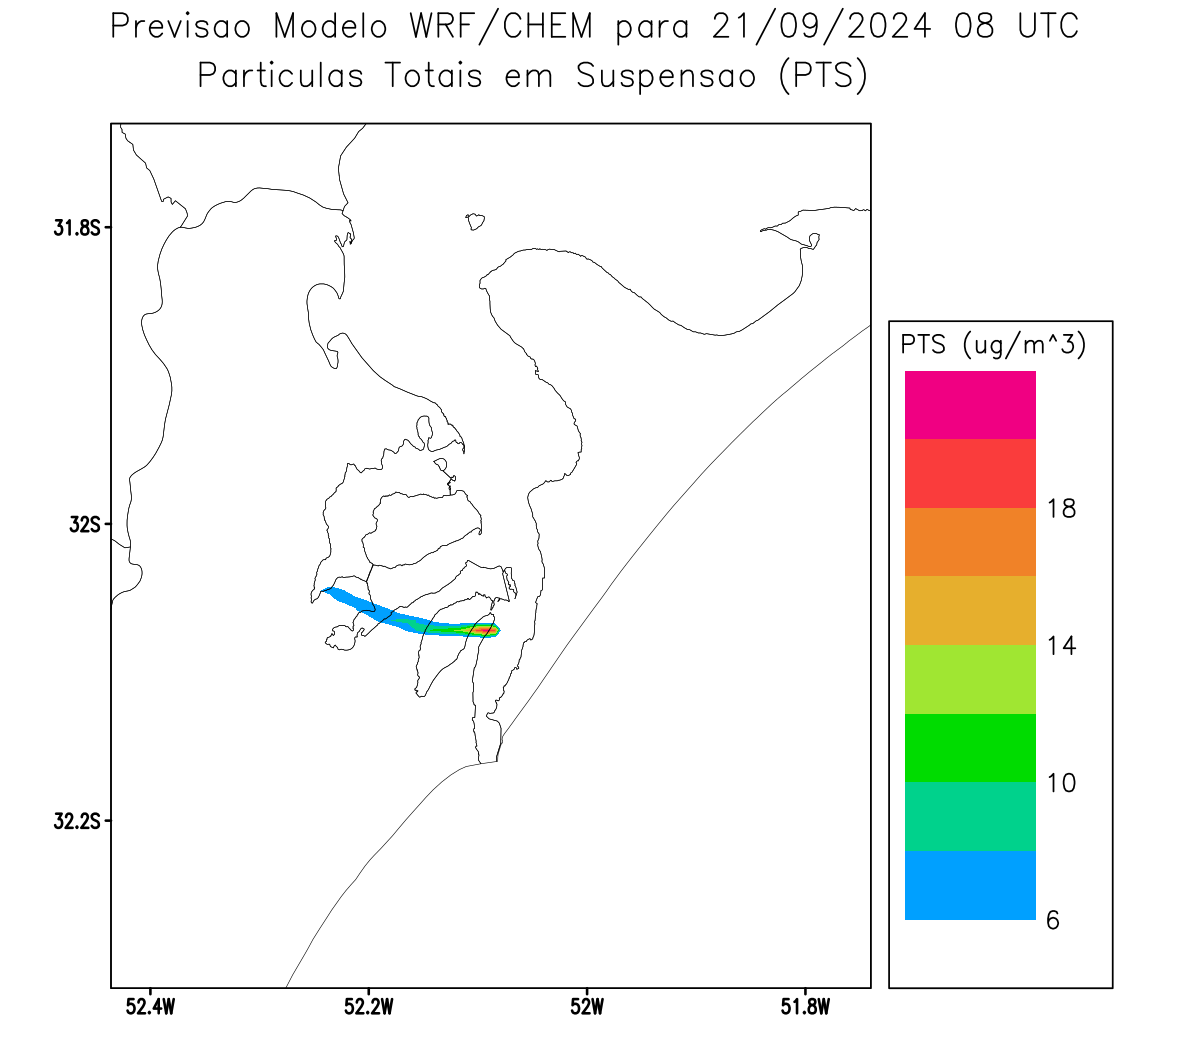 Previsao Modelo WRF/CHEM para 21/09/2024 08 UTC
Particulas Totais em Suspensao (PTS)
31.8S
32S
32.2S
52.4W
52.2W
52W
51.8W
PTS (ug/m^3)
18
14
10
6